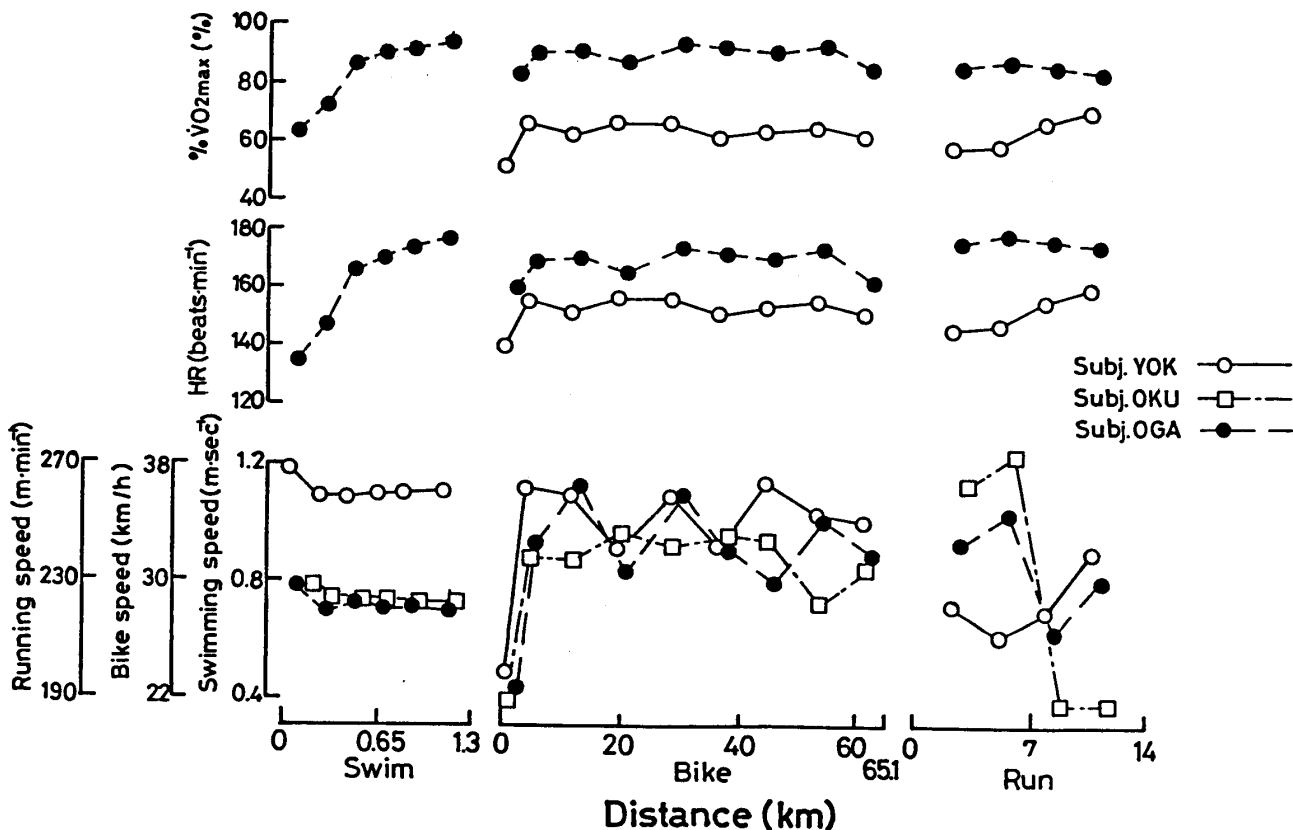 %V̇O2max (%)
100
80
60
40
HR (beats·min⁻¹)
180
160
140
120
Subj. YOK
Subj. OKU
Subj. OGA
Running speed (m·min⁻¹)
270
230
190
Bike speed (km/h)
38
30
22
Swimming speed (m·sec⁻¹)
1.2
0.8
0.4
0 0.65 1.3
Swim
0 20 40 60 65.1
Bike
0 7 14
Run
Distance (km)